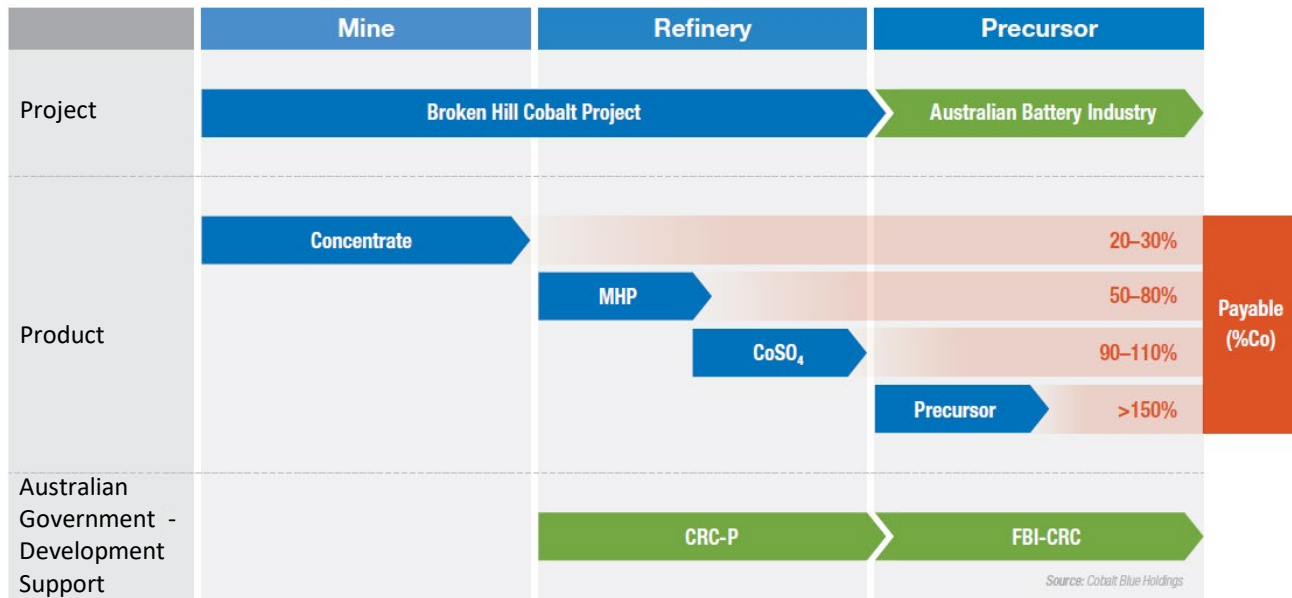 Mine Refinery Precursor
Project
Broken Hill Cobalt Project Australian Battery Industry
Product
Concentrate 20–30%
MHP 50–80%
CoSO₄ 90–110%
Precursor >150%
Payable
(%Co)
Australian
Government -
Development
Support
CRC-P FBI-CRC
Source: Cobalt Blue Holdings